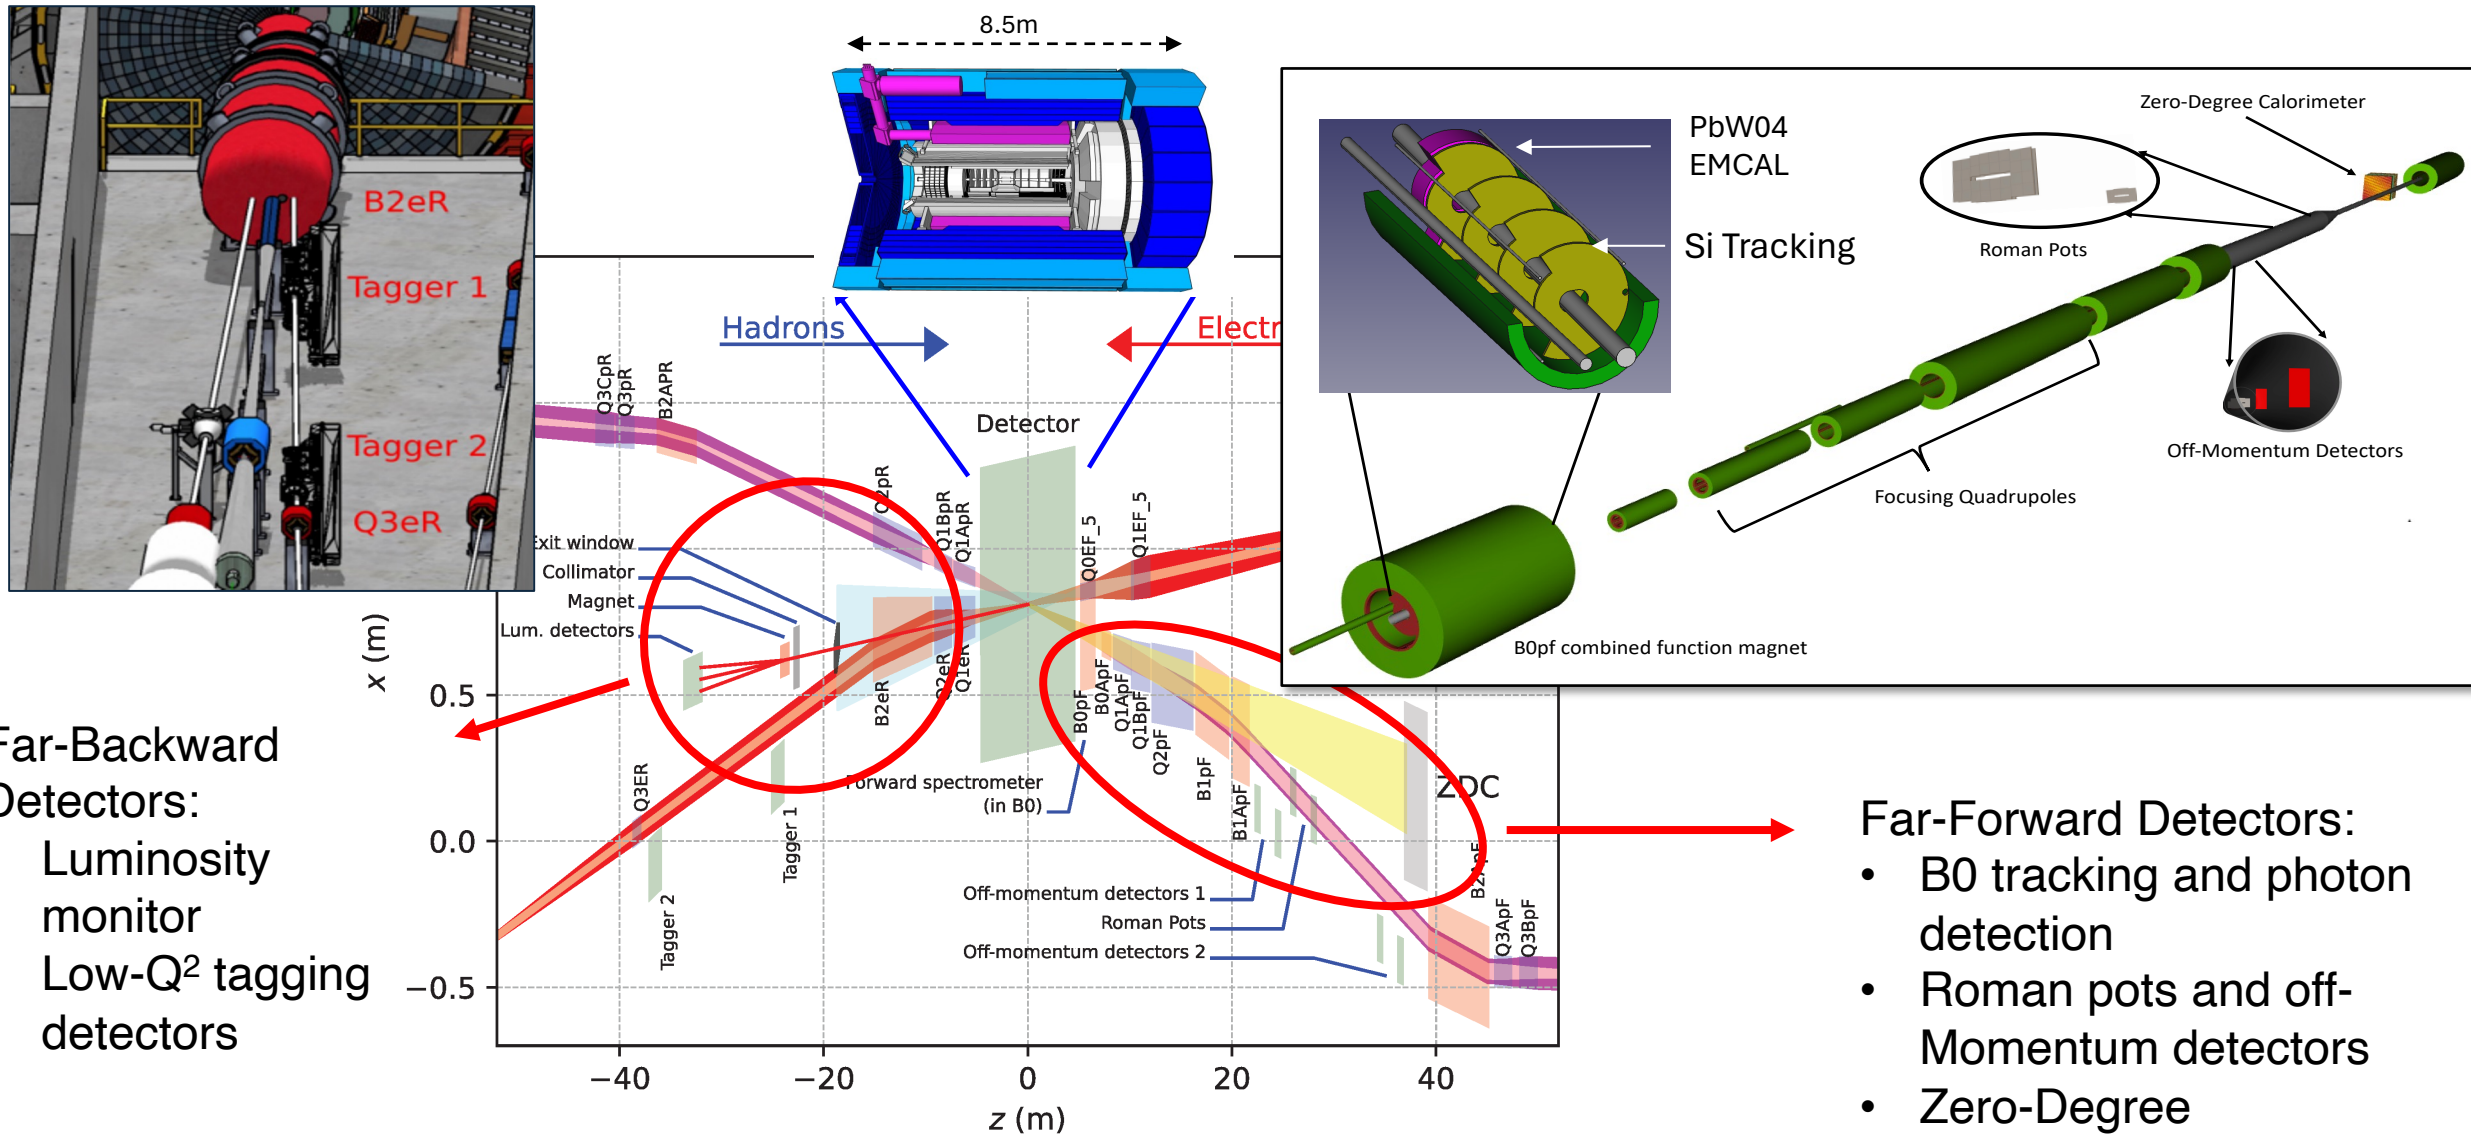 8.5m
B2eR
Tagger 1
Tagger 2
Q3eR
PbW04
EMCAL
Si Tracking
Zero-Degree Calorimeter
Roman Pots
Off-Momentum Detectors
Focusing Quadrupoles
B0pf combined function magnet
Hadrons
Electr
Detector
Q3CpR
Q3pR
B2APR
Q2pR
Q1BpR
Q1ApR
Q0EF_5
Q1EF_5
Exit window
Collimator
Magnet
Lum. detectors
B2eR
Q2eR
Q1eR
B0pF
B0ApF
Q1ApF
Q1BpF
Q2pF
B1pF
B1ApF
ZDC
B2ApF
Q3ApF
Q3BpF
Q3ER
Tagger 1
Tagger 2
Forward spectrometer
(in B0)
Off-momentum detectors 1
Roman Pots
Off-momentum detectors 2
x (m)
0.5
0.0
−0.5
−40
−20
0
20
40
z (m)
Far-Backward
Detectors:
Luminosity
monitor
Low-Q² tagging
detectors
Far-Forward Detectors:
• B0 tracking and photon
detection
• Roman pots and off-
Momentum detectors
• Zero-Degree